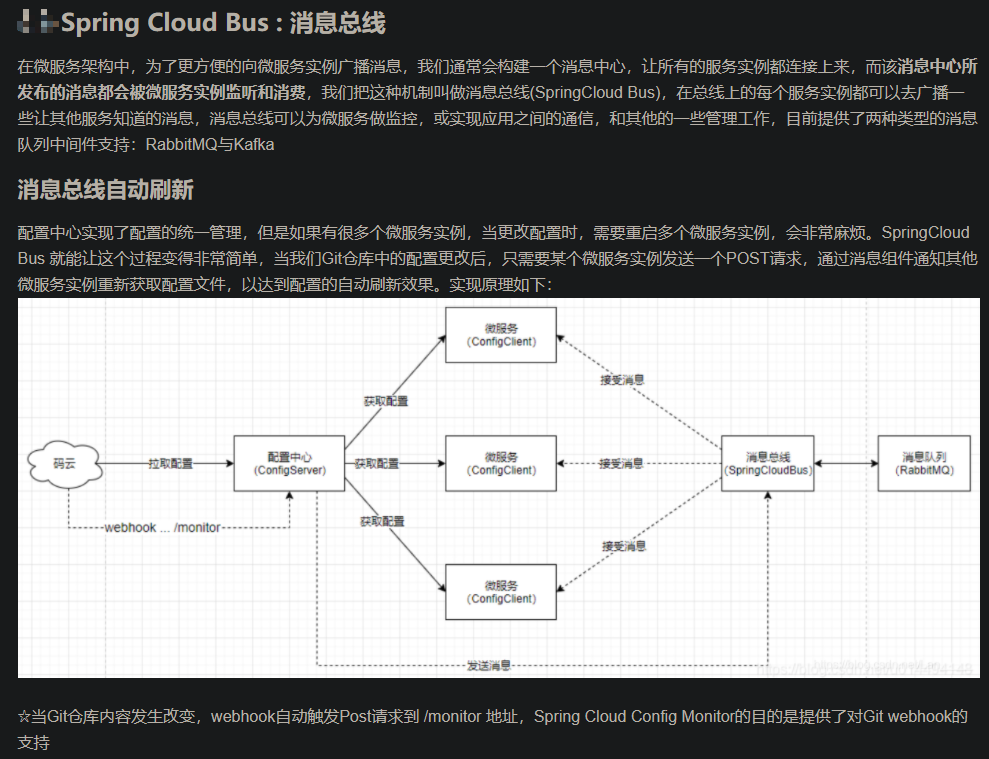 Spring Cloud Bus : 消息总线
在微服务架构中，为了更方便的向微服务实例广播消息，我们通常会构建一个消息中心，让所有的服务实例都连接上来，而该消息中心所
发布的消息都会被微服务实例监听和消费，我们把这种机制叫做消息总线(SpringCloud Bus)，在总线上的每个服务实例都可以去广播一
些让其他服务知道的消息，消息总线可以为微服务做监控，或实现应用之间的通信，和其他的一些管理工作，目前提供了两种类型的消息
队列中间件支持：RabbitMQ与Kafka
消息总线自动刷新
配置中心实现了配置的统一管理，但是如果有很多个微服务实例，当更改配置时，需要重启多个微服务实例，会非常麻烦。SpringCloud
Bus 就能让这个过程变得非常简单，当我们Git仓库中的配置更改后，只需要某个微服务实例发送一个POST请求，通过消息组件通知其他
微服务实例重新获取配置文件，以达到配置的自动刷新效果。实现原理如下：
微服务
(ConfigClient)
接受消息
获取配置
码云
拉取配置
配置中心
(ConfigServer)
获取配置
微服务
(ConfigClient)
接受消息
消息总线
(SpringCloudBus)
消息队列
(RabbitMQ)
webhook ... /monitor
获取配置
接受消息
微服务
(ConfigClient)
发送消息
☆当Git仓库内容发生改变，webhook自动触发Post请求到 /monitor 地址，Spring Cloud Config Monitor的目的是提供了对Git webhook的
支持